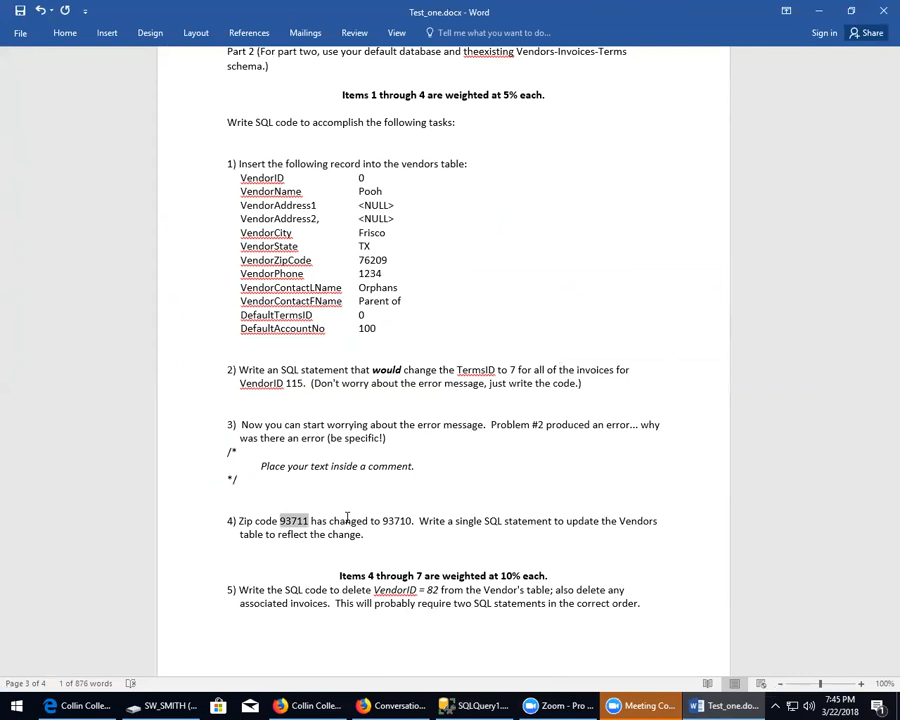 Test_one.docx - Word
File Home Insert Design Layout References Mailings Review View Tell me what you want to do... Sign in Share
Part 2 (For part two, use your default database and theexisting Vendors-Invoices-Terms
schema.)
Items 1 through 4 are weighted at 5% each.
Write SQL code to accomplish the following tasks:
1) Insert the following record into the vendors table:
VendorID 0
VendorName Pooh
VendorAddress1 <NULL>
VendorAddress2, <NULL>
VendorCity Frisco
VendorState TX
VendorZipCode 76209
VendorPhone 1234
VendorContactLName Orphans
VendorContactFName Parent of
DefaultTermsID 0
DefaultAccountNo 100
2) Write an SQL statement that would change the TermsID to 7 for all of the invoices for
VendorID 115. (Don't worry about the error message, just write the code.)
3) Now you can start worrying about the error message. Problem #2 produced an error... why
was there an error (be specific!)
/*
Place your text inside a comment.
*/
4) Zip code 93711 has changed to 93710. Write a single SQL statement to update the Vendors
table to reflect the change.
Items 4 through 7 are weighted at 10% each.
5) Write the SQL code to delete VendorID = 82 from the Vendor's table; also delete any
associated invoices. This will probably require two SQL statements in the correct order.
Page 3 of 4 1 of 876 words 100%
Collin Colle... SW_SMITH (... Collin Colle... Conversatio... SQLQuery1... Zoom - Pro ... Meeting Co... Test_one.do... 7:45 PM
3/22/2018